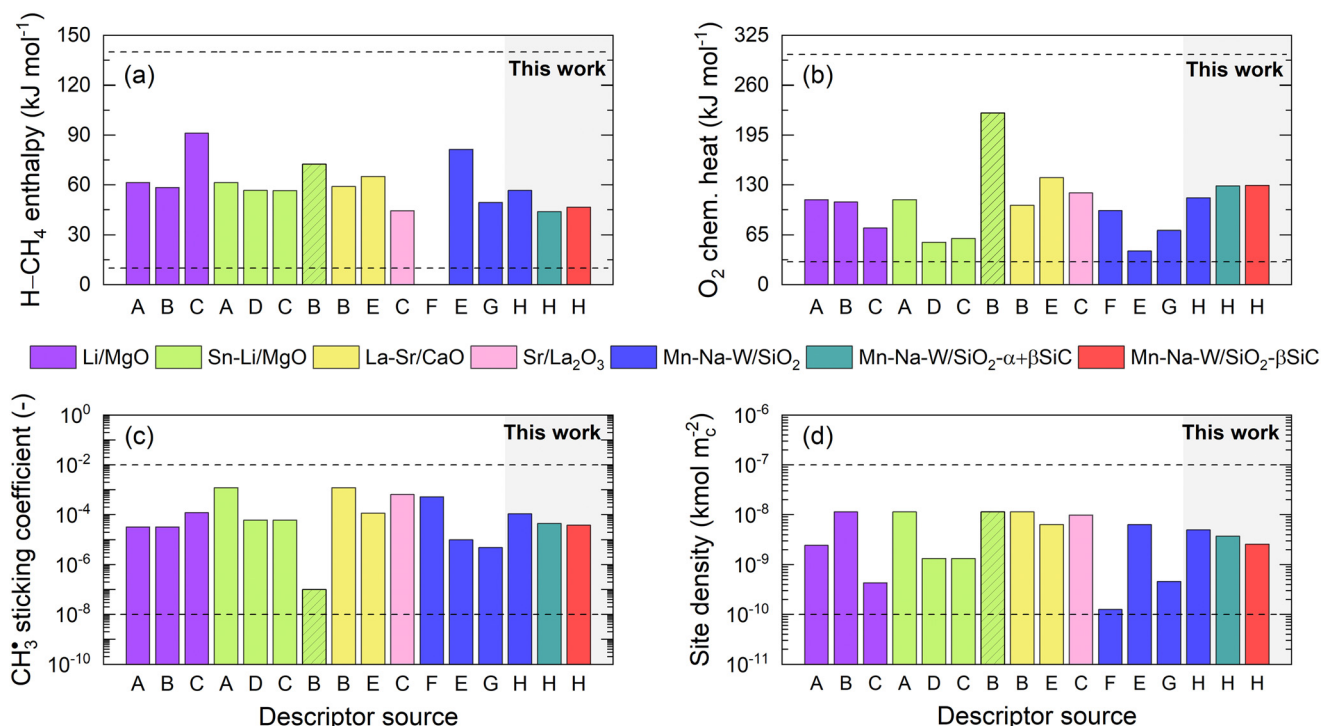 (a)
This work
H–CH₄ enthalpy (kJ mol⁻¹)
150
120
90
60
30
0
A B C A D C B B E C F E G H H H
(b)
This work
O₂ chem. heat (kJ mol⁻¹)
325
260
195
130
65
0
A B C A D C B B E C F E G H H H
Li/MgO Sn-Li/MgO La-Sr/CaO Sr/La₂O₃ Mn-Na-W/SiO₂ Mn-Na-W/SiO₂-α+βSiC Mn-Na-W/SiO₂-βSiC
(c)
This work
CH₃• sticking coefficient (-)
10⁰
10⁻²
10⁻⁴
10⁻⁶
10⁻⁸
10⁻¹⁰
A B C A D C B B E C F E G H H H
Descriptor source
(d)
This work
Site density (kmol m_c⁻²)
10⁻⁶
10⁻⁷
10⁻⁸
10⁻⁹
10⁻¹⁰
10⁻¹¹
A B C A D C B B E C F E G H H H
Descriptor source